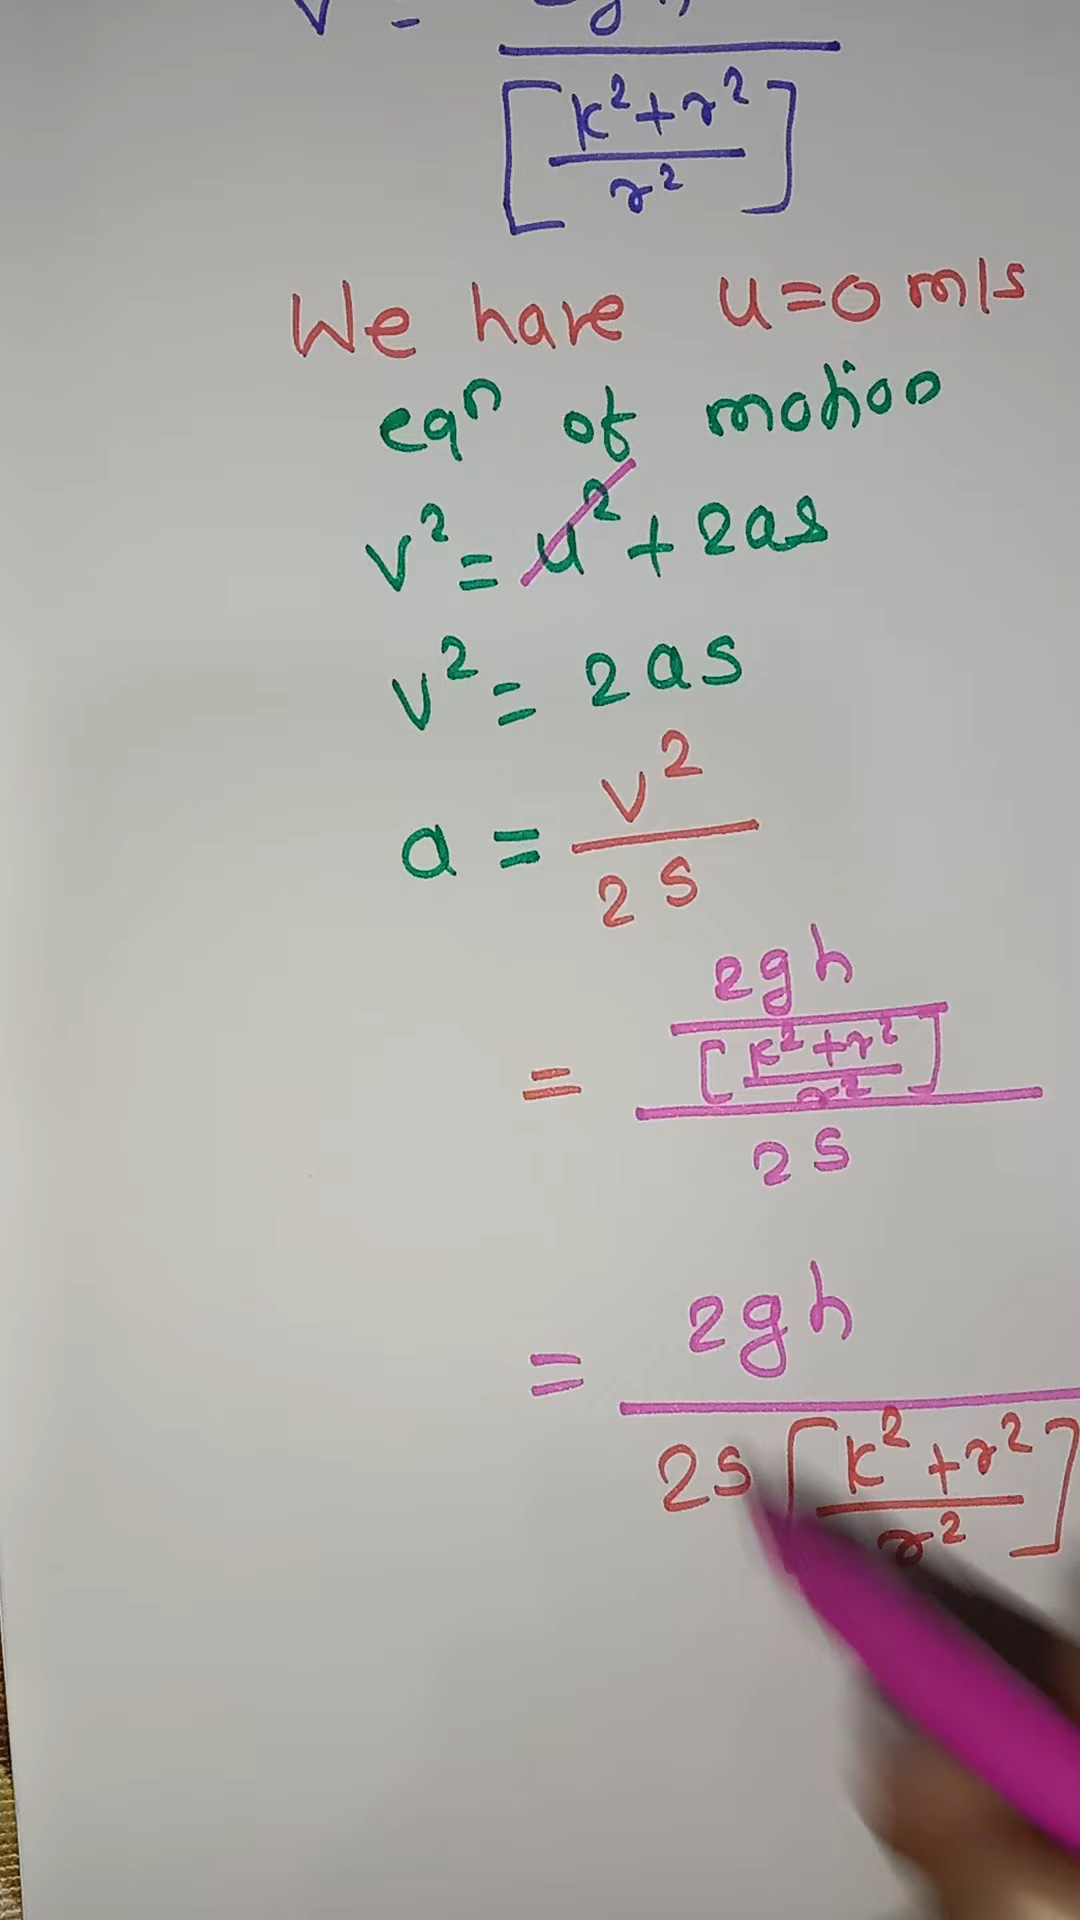 v =
[k²+r²/r²]
We have u=0 m/s
eqⁿ of motion
v² = u² + 2as
v² = 2as
a = v²/2s
= 2gh/[k²+r²/r²]/2s
= 2gh/2s[k²+r²/r²]